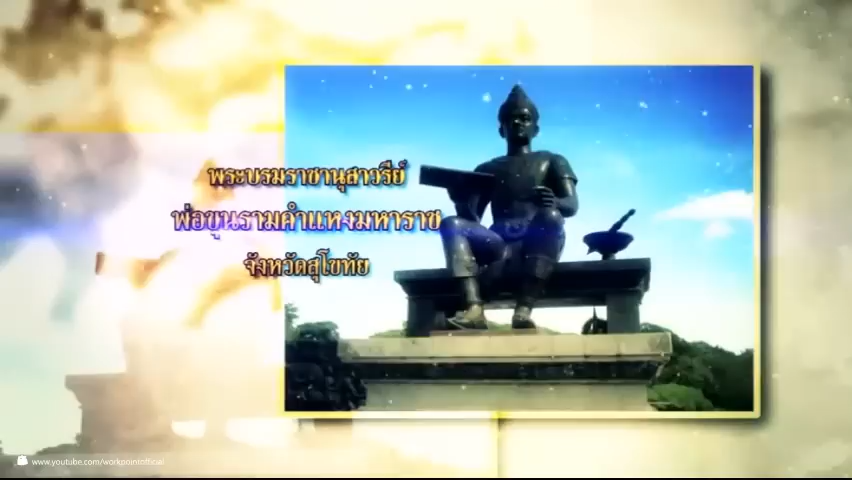 พระบรมราชานุสาวรีย์
พ่อขุนรามคำแหงมหาราช
จังหวัดสุโขทัย
www.youtube.com/workpointofficial